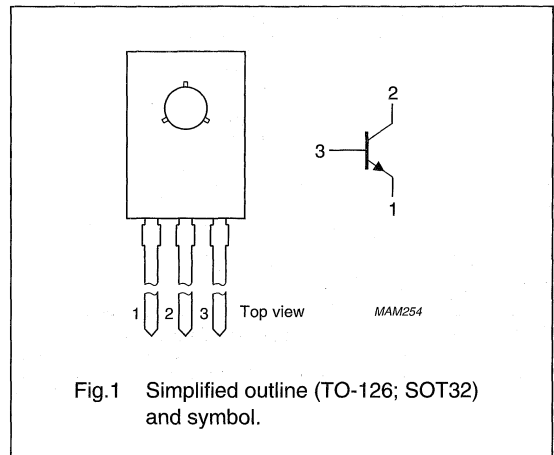 2
3
1
1 2 3 Top view
MAM254
Fig.1 Simplified outline (TO-126; SOT32)
and symbol.